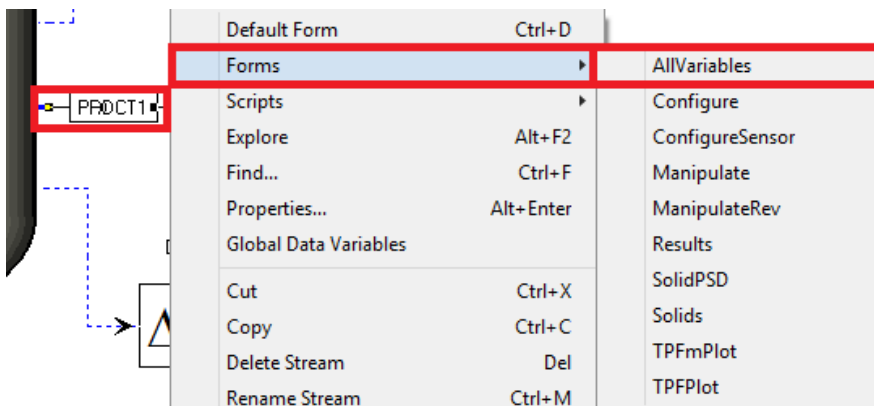 Default Form Ctrl+D
Forms
Scripts
Explore Alt+F2
Find... Ctrl+F
Properties... Alt+Enter
Global Data Variables
Cut Ctrl+X
Copy Ctrl+C
Delete Stream Del
Rename Stream Ctrl+M
AllVariables
Configure
ConfigureSensor
Manipulate
ManipulateRev
Results
SolidPSD
Solids
TPFmPlot
TPFPlot